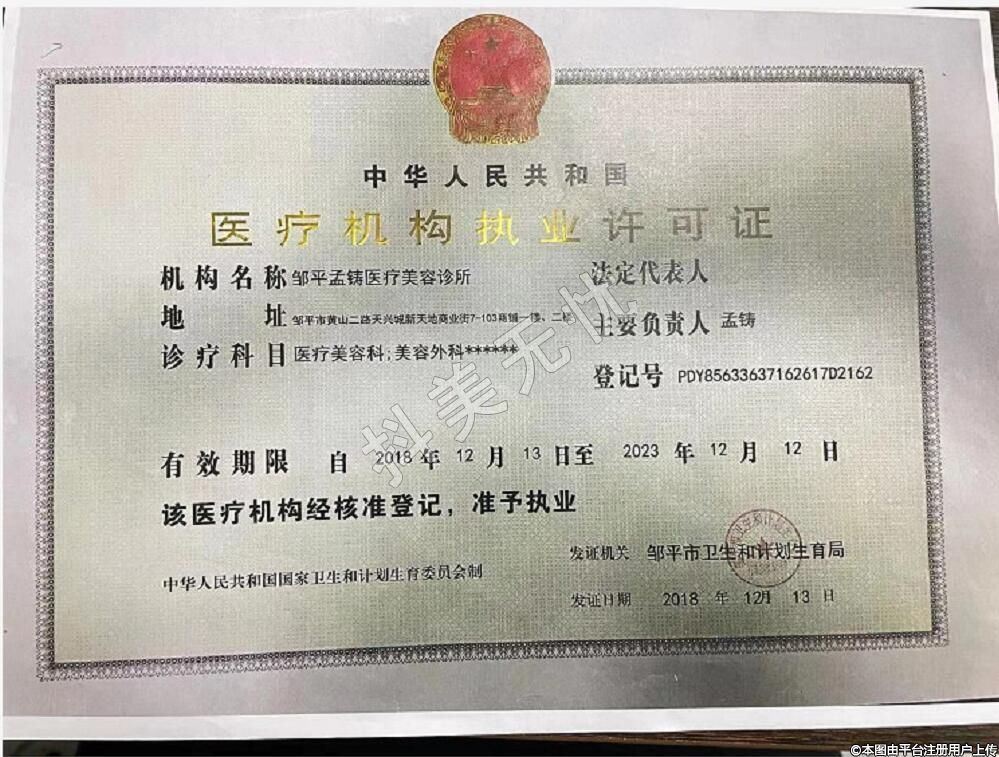 中华人民共和国
医疗机构执业许可证
机构名称 邹平孟铸医疗美容诊所
法定代表人
地 址 邹平市黄山二路天兴城新天地商业街7-103商铺一楼、二楼
主要负责人 孟铸
诊疗科目 医疗美容科;美容外科******
登记号 PDY85633637162617D2162
抖美无忧
有效期限 自 2018 年 12 月 13 日至 2023 年 12 月 12 日
该医疗机构经核准登记，准予执业
发证机关 邹平市卫生和计划生育局
中华人民共和国国家卫生和计划生育委员会制
发证日期 2018 年 12月 13 日
©本图由平台注册用户上传